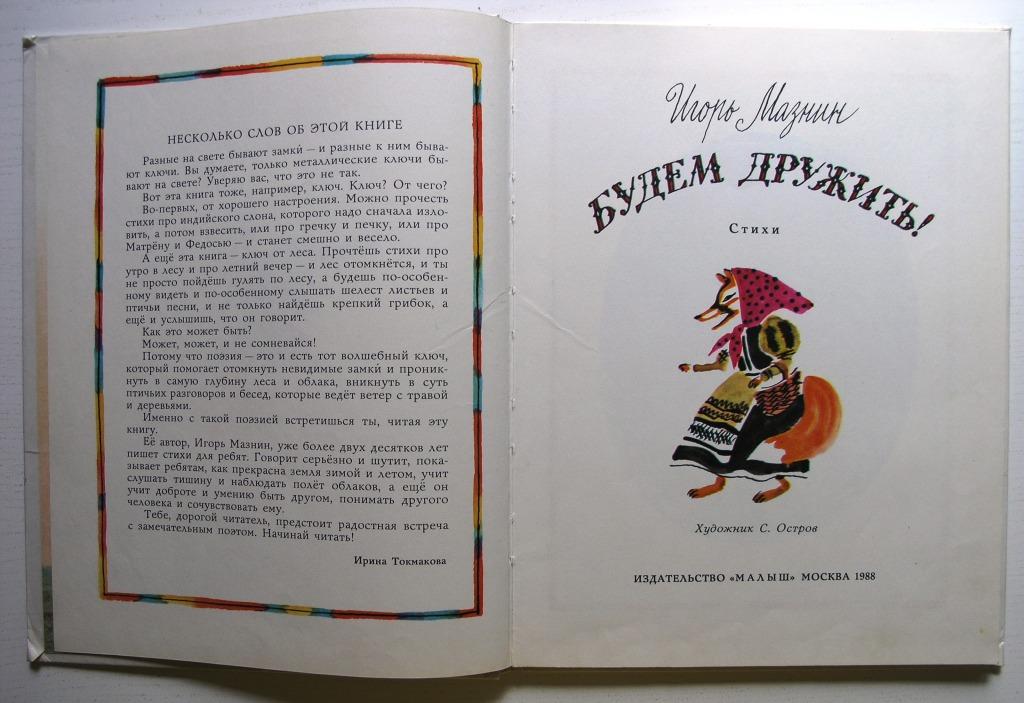 НЕСКОЛЬКО СЛОВ ОБ ЭТОЙ КНИГЕ
Разные на свете бывают замки́ — и разные к ним быва-
ют ключи. Вы думаете, только металлические ключи бы-
вают на свете? Уверяю вас, что это не так.
Вот эта книга тоже, например, ключ. Ключ? От чего?
Во-первых, от хорошего настроения. Можно прочесть
стихи про индийского слона, которого надо сначала изло-
вить, а потом взвесить, или про гречку и печку, или про
Матрёну и Федосью — и станет смешно и весело.
А ещё эта книга — ключ от леса. Прочтёшь стихи про
утро в лесу и про летний вечер — и лес отомкнётся, и ты
не просто пойдёшь гулять по лесу, а будешь по-особен-
ному видеть и по-особенному слышать шелест листьев и
птичьи песни, и не только найдёшь крепкий грибок, а
ещё и услышишь, что он говорит.
Как это может быть?
Может, может, и не сомневайся!
Потому что поэзия — это и есть тот волшебный ключ,
который помогает отомкнуть невидимые замки́ и проник-
нуть в самую глубину леса и облака, вникнуть в суть
птичьих разговоров и бесед, которые ведёт ветер с травой
и деревьями.
Именно с такой поэзией встретишься ты, читая эту
книгу.
Её автор, Игорь Мазнин, уже более двух десятков лет
пишет стихи для ребят. Говорит серьёзно и шутит, пока-
зывает ребятам, как прекрасна земля зимой и летом, учит
слушать тишину и наблюдать полёт облаков, а ещё он
учит доброте и умению быть другом, понимать другого
человека и сочувствовать ему.
Тебе, дорогой читатель, предстоит радостная встреча
с замечательным поэтом. Начинай читать!
Ирина Токмакова
Игорь Мазнин
БУДЕМ ДРУЖИТЬ!
Стихи
Художник С. Остров
ИЗДАТЕЛЬСТВО «МАЛЫШ» МОСКВА 1988